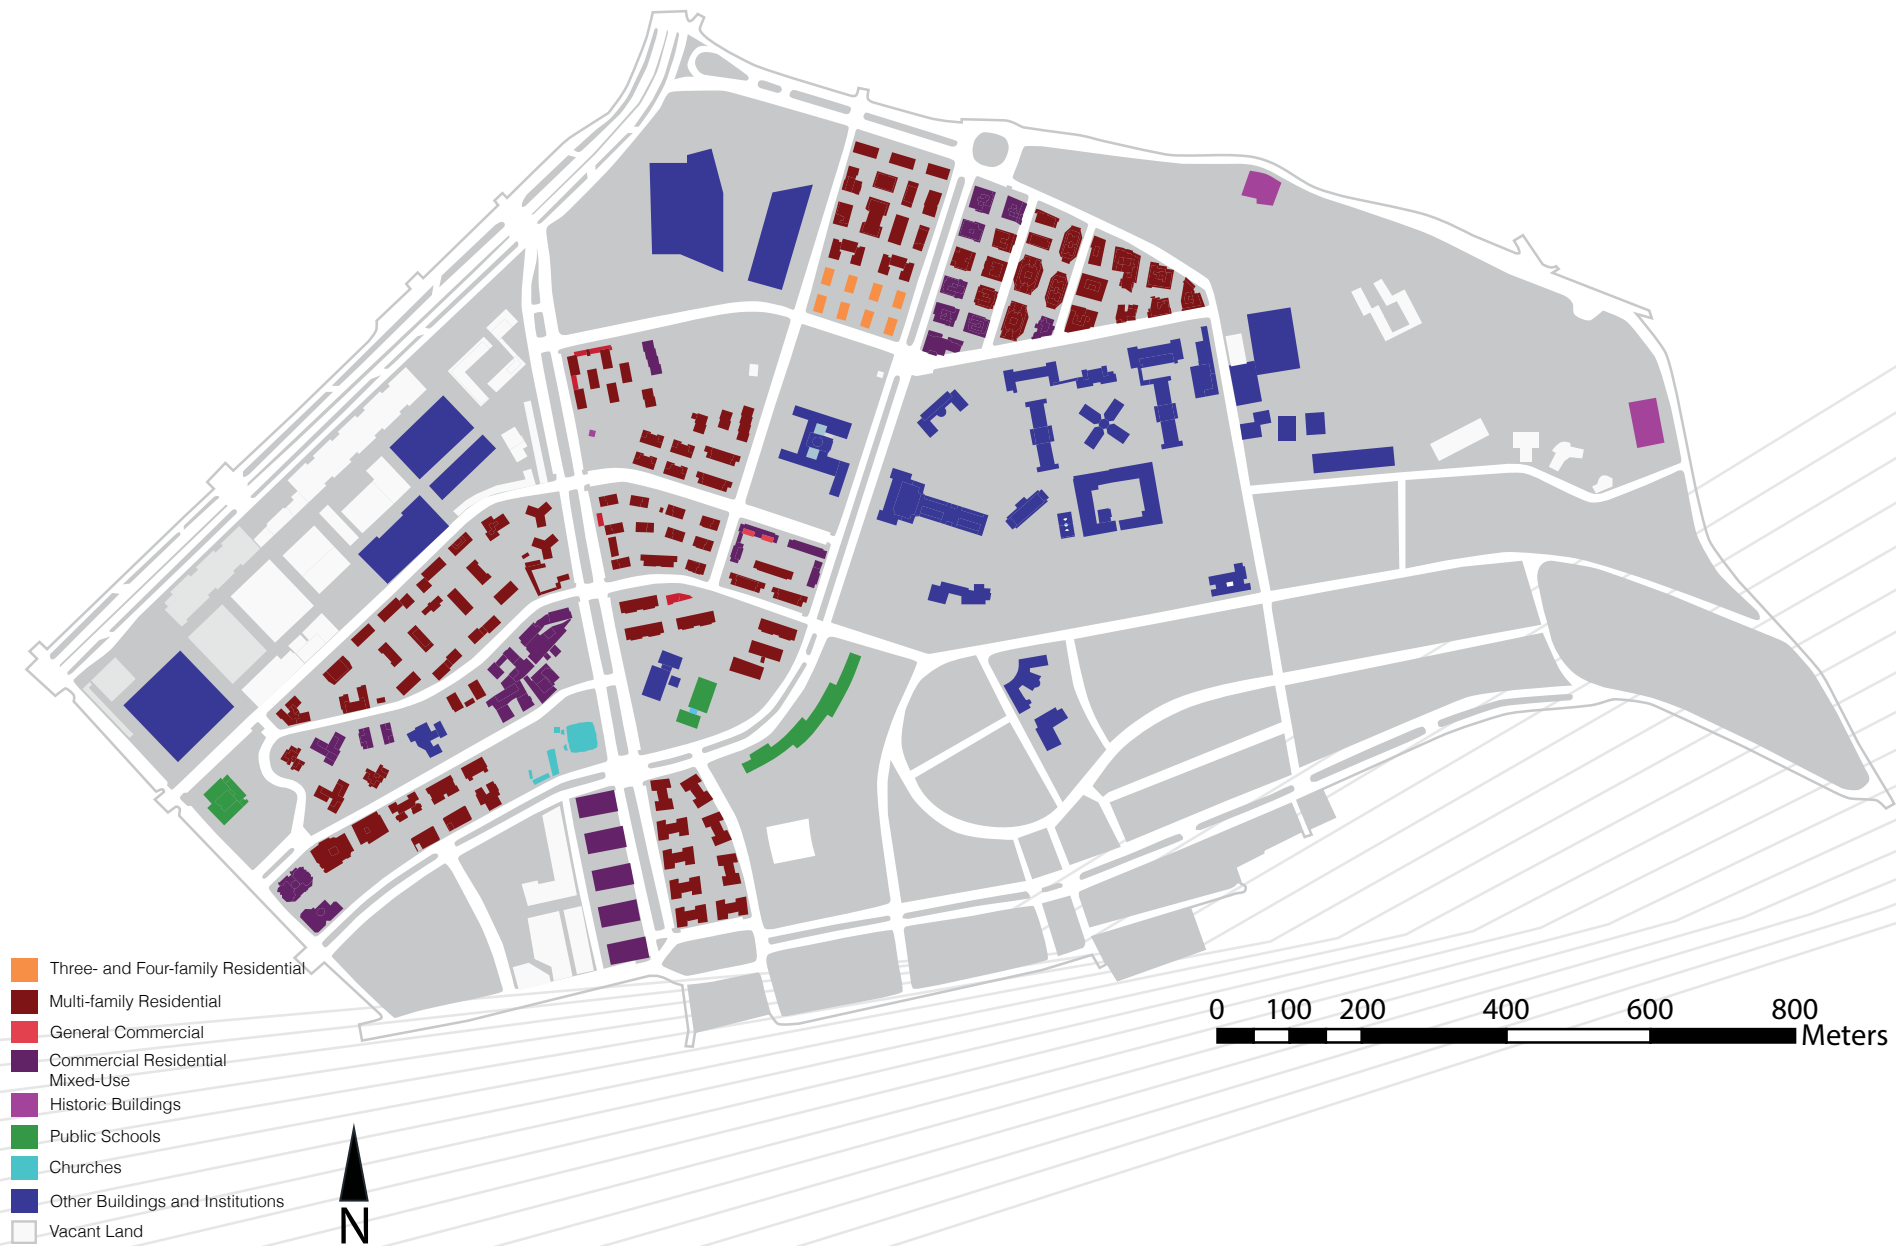 0 100 200 400 600 800
Meters
Three- and Four-family Residential
Multi-family Residential
General Commercial
Commercial Residential
Mixed-Use
Historic Buildings
Public Schools
Churches
Other Buildings and Institutions
Vacant Land
N